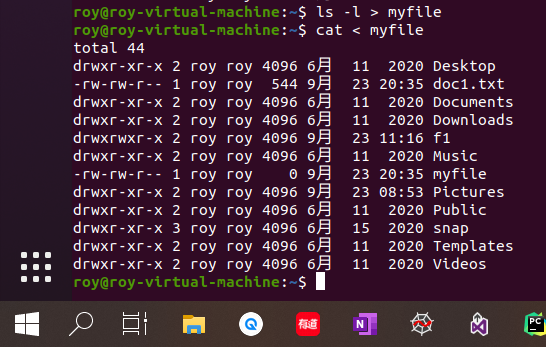 roy@roy-virtual-machine:~$ ls -l > myfile
roy@roy-virtual-machine:~$ cat < myfile
total 44
drwxr-xr-x 2 roy roy 4096 6月  11  2020 Desktop
-rw-rw-r-- 1 roy roy  544 9月  23 20:35 doc1.txt
drwxr-xr-x 2 roy roy 4096 6月  11  2020 Documents
drwxr-xr-x 2 roy roy 4096 6月  11  2020 Downloads
drwxrwxr-x 2 roy roy 4096 9月  23 11:16 f1
drwxr-xr-x 2 roy roy 4096 6月  11  2020 Music
-rw-rw-r-- 1 roy roy    0 9月  23 20:35 myfile
drwxr-xr-x 2 roy roy 4096 9月  23 08:53 Pictures
drwxr-xr-x 2 roy roy 4096 6月  11  2020 Public
drwxr-xr-x 3 roy roy 4096 6月  15  2020 snap
drwxr-xr-x 2 roy roy 4096 6月  11  2020 Templates
drwxr-xr-x 2 roy roy 4096 6月  11  2020 Videos
roy@roy-virtual-machine:~$
有道
N
PC